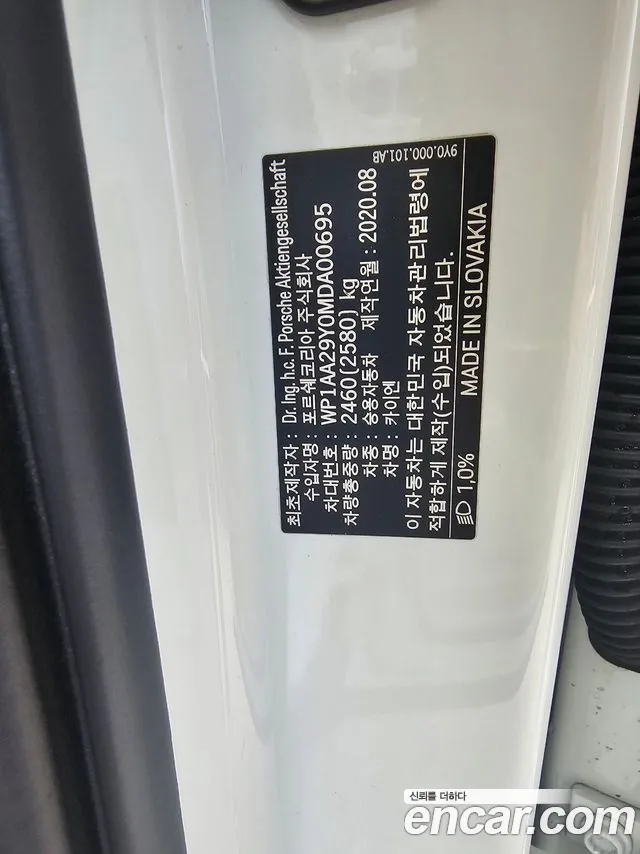 9Y0.000.101.AB
최초제작자 : Dr. Ing. h.c. F. Porsche Aktiengesellschaft
수입자명 : 포르쉐코리아 주식회사
차대번호 : WP1AA29Y0MDA00695
차량총중량 : 2460(2580) kg
차종 : 승용자동차 제작연월 : 2020.08
차명 : 카이엔
이 자동차는 대한민국 자동차관리법령에
적합하게 제작(수입)되었습니다.
1,0% MADE IN SLOVAKIA
신뢰를 더하다
encar.com